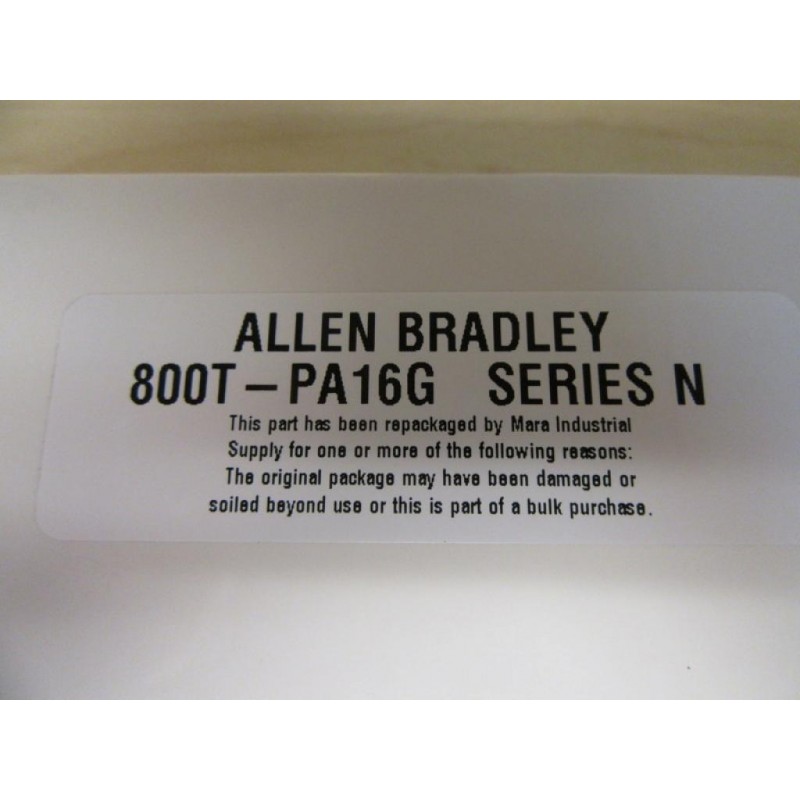 ALLEN BRADLEY
800T-PA16G SERIES N
This part has been repackaged by Mara Industrial
Supply for one or more of the following reasons:
The original package may have been damaged or
soiled beyond use or this is part of a bulk purchase.